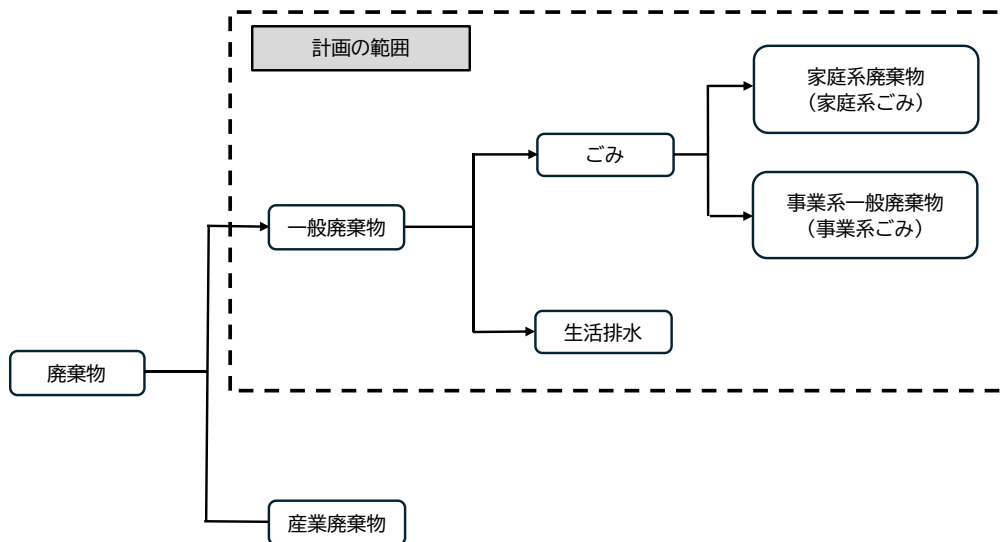 計画の範囲
家庭系廃棄物
（家庭系ごみ）
ごみ
事業系一般廃棄物
（事業系ごみ）
一般廃棄物
生活排水
廃棄物
産業廃棄物